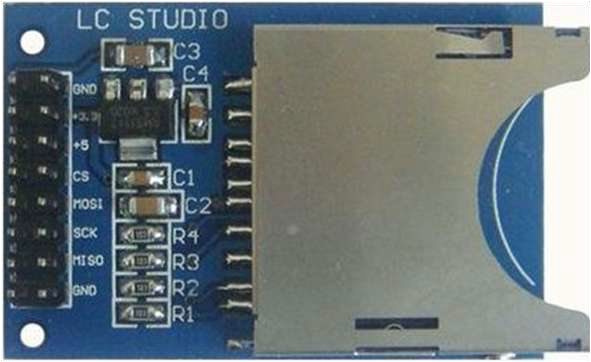 LC STUDIO
C3
C4
GND
+3.3
+5
CS
MOSI
SCK
MISO
GND
C1
C2
R4
R3
R2
R1